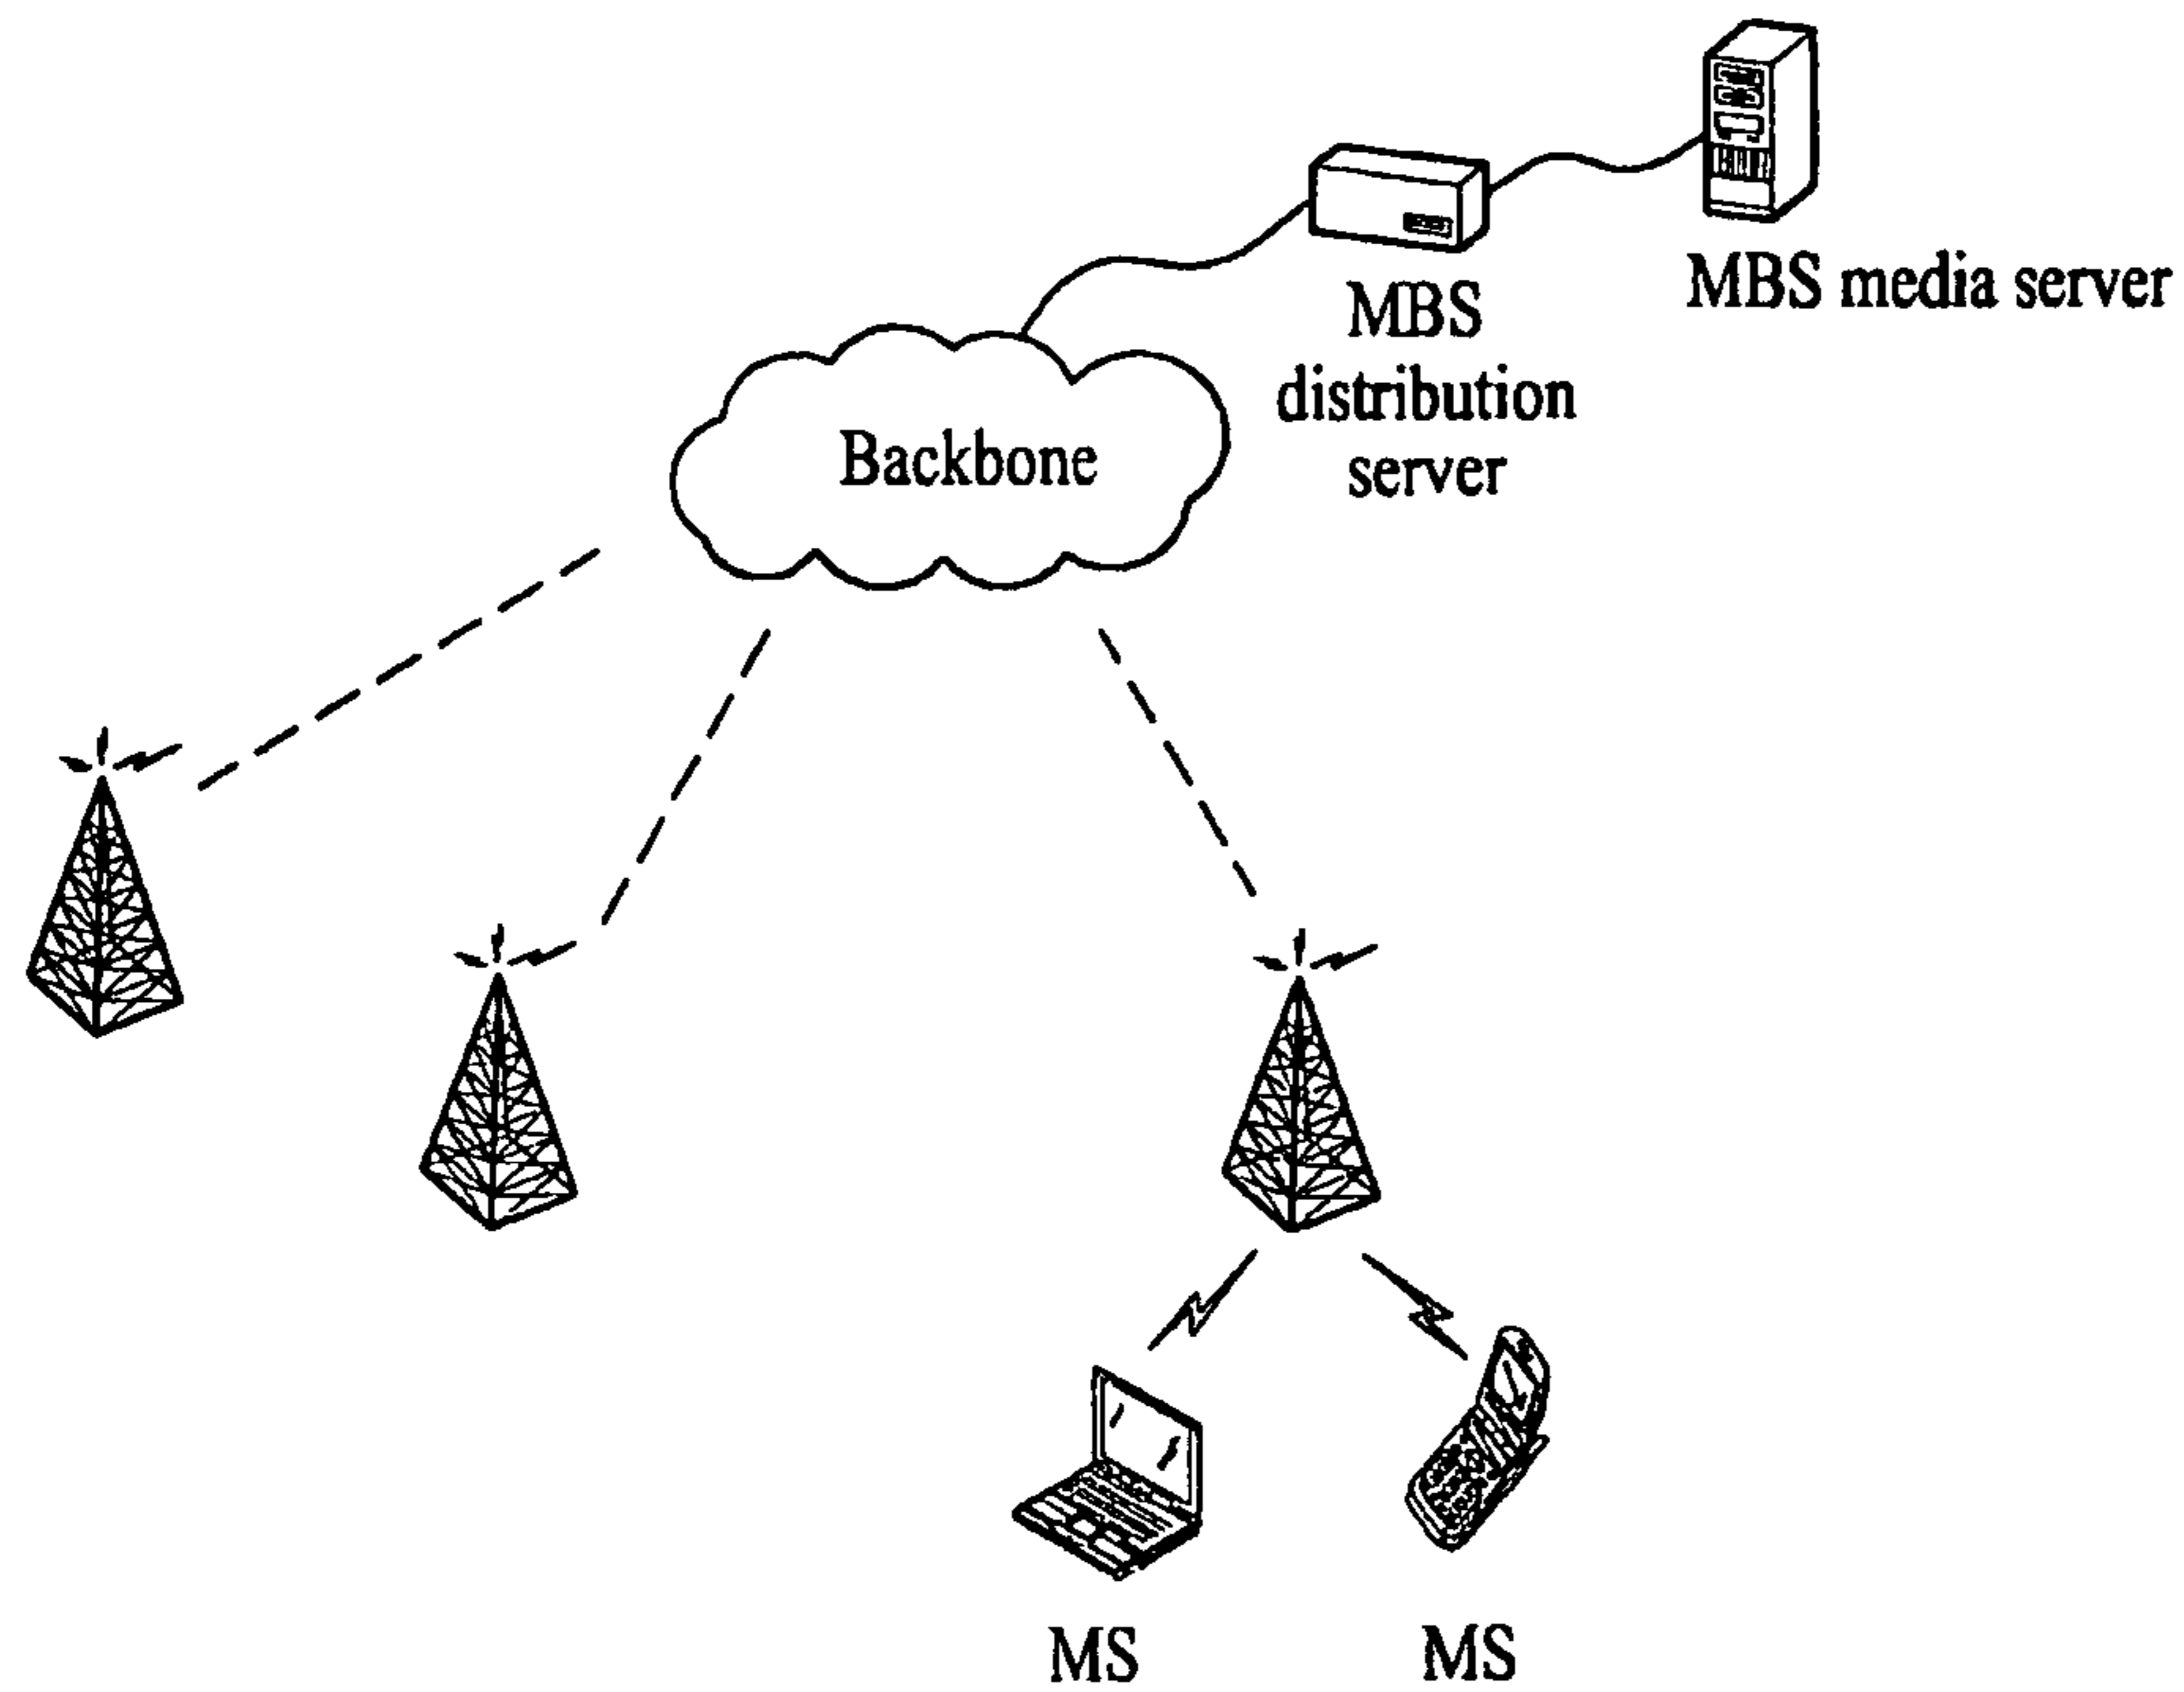 MBS media server
MBS
distribution
server
Backbone
MS
MS